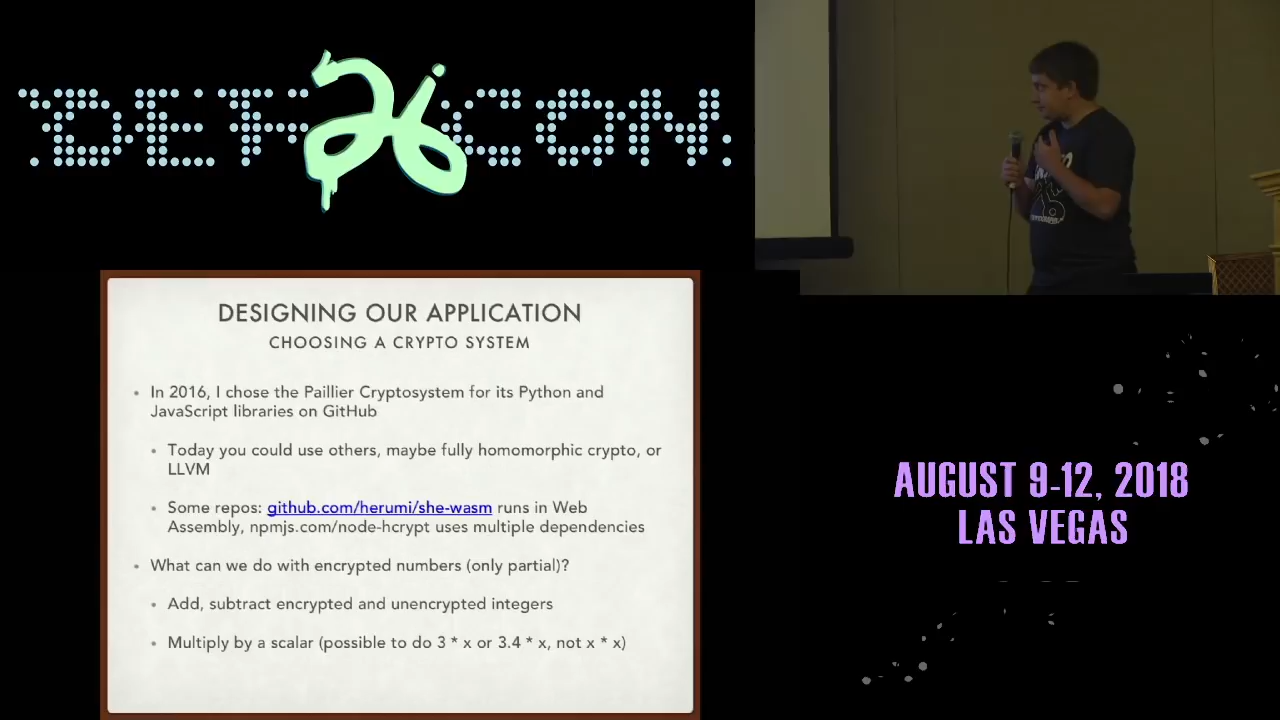 DEF 26 CON
DESIGNING OUR APPLICATION
CHOOSING A CRYPTO SYSTEM
• In 2016, I chose the Paillier Cryptosystem for its Python and
JavaScript libraries on GitHub
• Today you could use others, maybe fully homomorphic crypto, or
LLVM
• Some repos: github.com/herumi/she-wasm runs in Web
Assembly, npmjs.com/node-hcrypt uses multiple dependencies
• What can we do with encrypted numbers (only partial)?
• Add, subtract encrypted and unencrypted integers
• Multiply by a scalar (possible to do 3 * x or 3.4 * x, not x * x)
AUGUST 9-12, 2018
LAS VEGAS